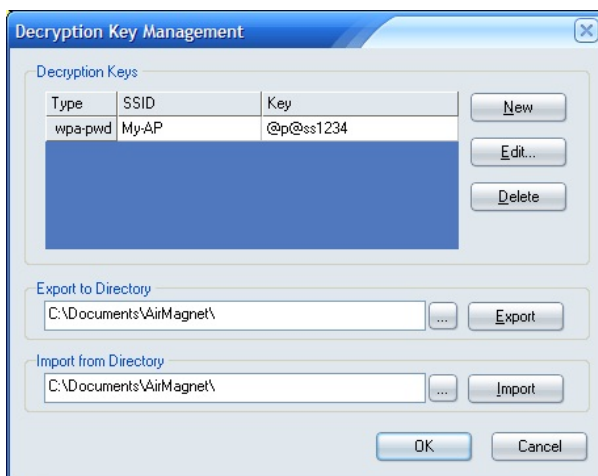 Decryption Key Management
Decryption Keys
Type SSID Key
wpa-pwd My-AP @p@ss1234
New
Edit...
Delete
Export to Directory
C:\Documents\AirMagnet\ ... Export
Import from Directory
C:\Documents\AirMagnet\ ... Import
OK Cancel